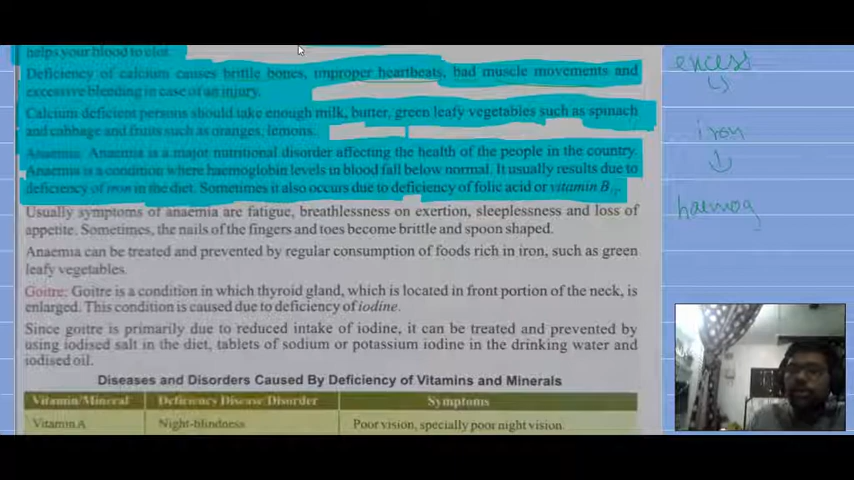 helps your blood to clot.
Deficiency of calcium causes brittle bones, improper heartbeats, bad muscle movements and
excessive bleeding in case of an injury.
Calcium deficient persons should take enough milk, butter, green leafy vegetables such as spinach
and cabbage and fruits such as oranges, lemons.
Anaemia: Anaemia is a major nutritional disorder affecting the health of the people in the country.
Anaemia is a condition where haemoglobin levels in blood fall below normal. It usually results due to
deficiency of iron in the diet. Sometimes it also occurs due to deficiency of folic acid or vitamin B12.
Usually symptoms of anaemia are fatigue, breathlessness on exertion, sleeplessness and loss of
appetite. Sometimes, the nails of the fingers and toes become brittle and spoon shaped.
Anaemia can be treated and prevented by regular consumption of foods rich in iron, such as green
leafy vegetables.
Goitre: Goitre is a condition in which thyroid gland, which is located in front portion of the neck, is
enlarged. This condition is caused due to deficiency of iodine.
Since goitre is primarily due to reduced intake of iodine, it can be treated and prevented by
using iodised salt in the diet, tablets of sodium or potassium iodine in the drinking water and
iodised oil.
Diseases and Disorders Caused By Deficiency of Vitamins and Minerals
Vitamin/Mineral Deficiency Disease Disorder Symptoms
Vitamin A Night-blindness Poor vision, specially poor night vision.
excess
iron
haemog